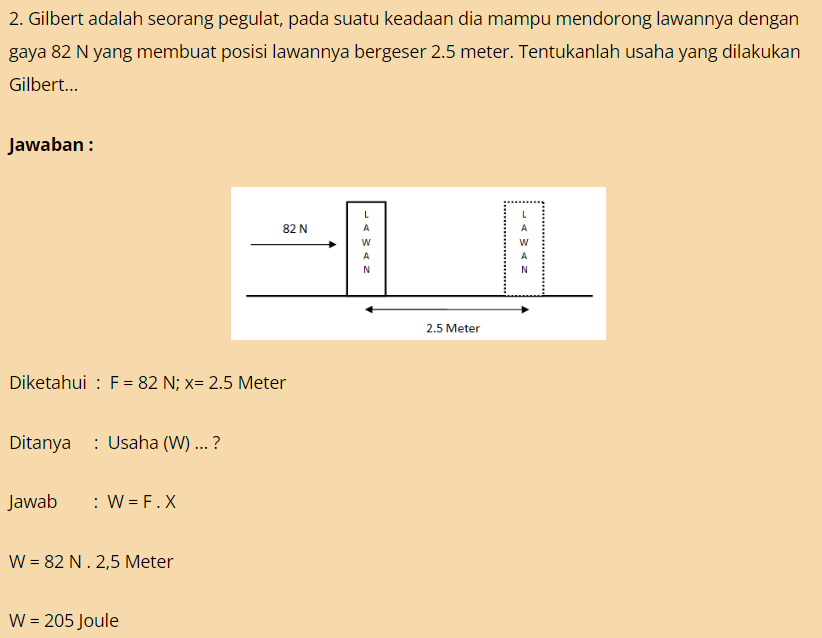 2. Gilbert adalah seorang pegulat, pada suatu keadaan dia mampu mendorong lawannya dengan
gaya 82 N yang membuat posisi lawannya bergeser 2.5 meter. Tentukanlah usaha yang dilakukan
Gilbert...
Jawaban :
82 N
L
A
W
A
N
L
A
W
A
N
2.5 Meter
Diketahui : F = 82 N; x= 2.5 Meter
Ditanya : Usaha (W) ... ?
Jawab : W = F . X
W = 82 N . 2,5 Meter
W = 205 Joule